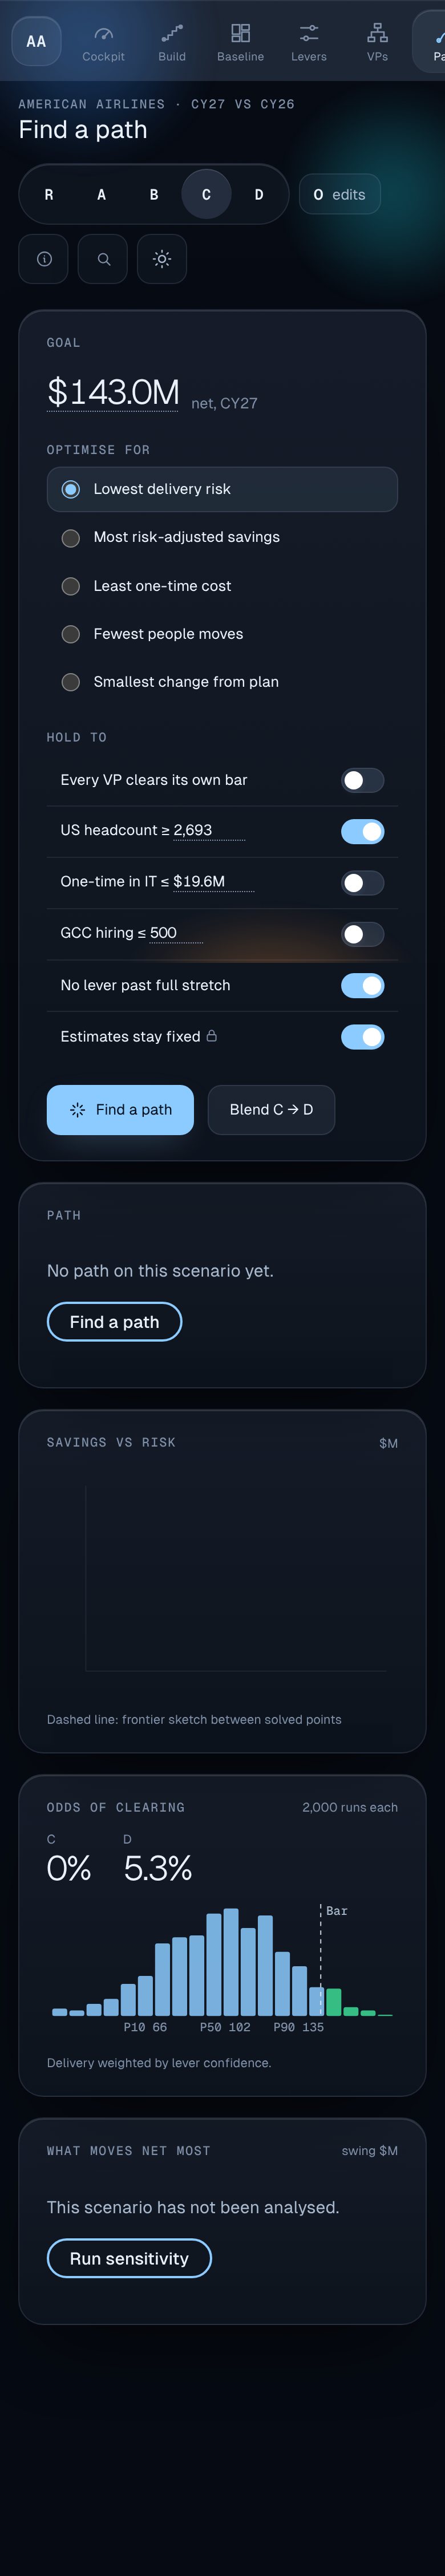 AA
Cockpit
Build
Baseline
Levers
VPs
Pa
AMERICAN AIRLINES · CY27 VS CY26
Find a path
R A B C D
0 edits
GOAL
$143.0M net, CY27
OPTIMISE FOR
Lowest delivery risk
Most risk-adjusted savings
Least one-time cost
Fewest people moves
Smallest change from plan
HOLD TO
Every VP clears its own bar
US headcount ≥ 2,693
One-time in IT ≤ $19.6M
GCC hiring ≤ 500
No lever past full stretch
Estimates stay fixed
Find a path
Blend C → D
PATH
No path on this scenario yet.
Find a path
SAVINGS VS RISK $M
Dashed line: frontier sketch between solved points
ODDS OF CLEARING 2,000 runs each
C D
0% 5.3%
Bar
P10 66 P50 102 P90 135
Delivery weighted by lever confidence.
WHAT MOVES NET MOST swing $M
This scenario has not been analysed.
Run sensitivity